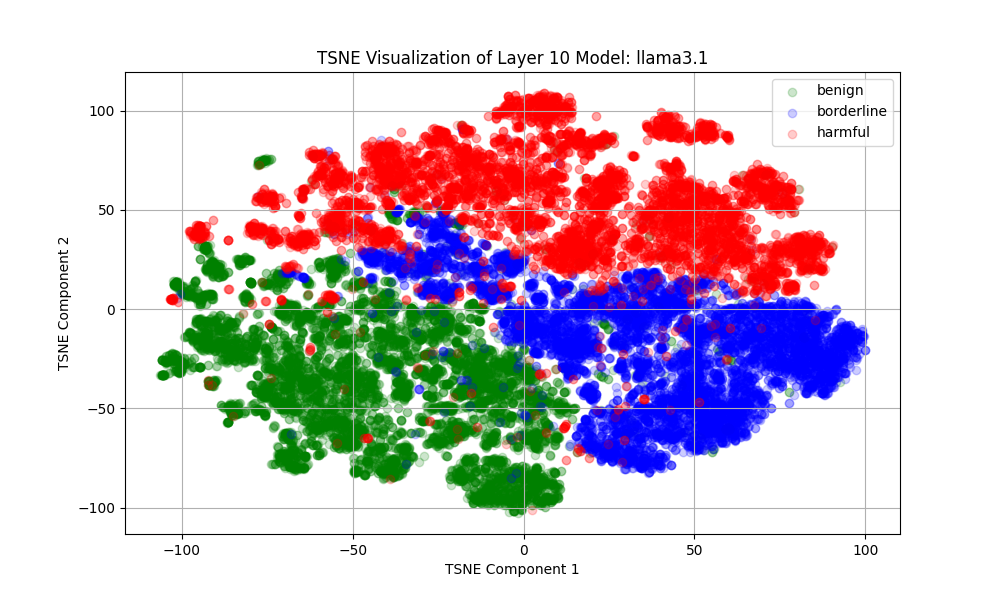 TSNE Visualization of Layer 10 Model: llama3.1
benign
borderline
harmful
TSNE Component 2
100
50
0
−50
−100
−100
−50
0
50
100
TSNE Component 1